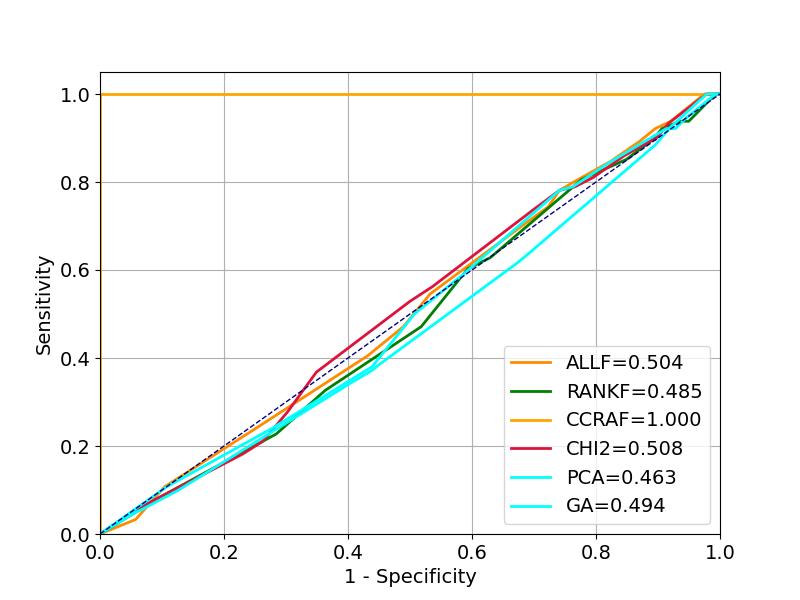 1.0
0.8
0.6
0.4
0.2
0.0
Sensitivity
ALLF=0.504
RANKF=0.485
CCRAF=1.000
CHI2=0.508
PCA=0.463
GA=0.494
0.0 0.2 0.4 0.6 0.8 1.0
1 - Specificity